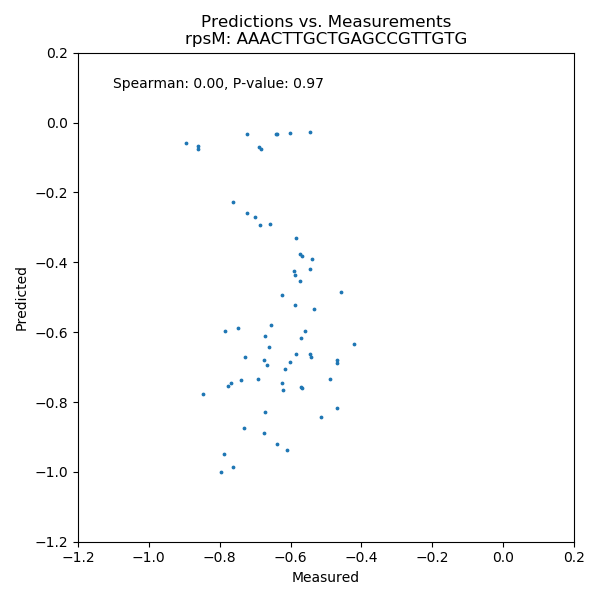 Predictions vs. Measurements
rpsM: AAACTTGCTGAGCCGTTGTG
0.2
Spearman: 0.00, P-value: 0.97
0.0
−0.2
−0.4
Predicted
−0.6
−0.8
−1.0
−1.2
−1.2 −1.0 −0.8 −0.6 −0.4 −0.2 0.0 0.2
Measured